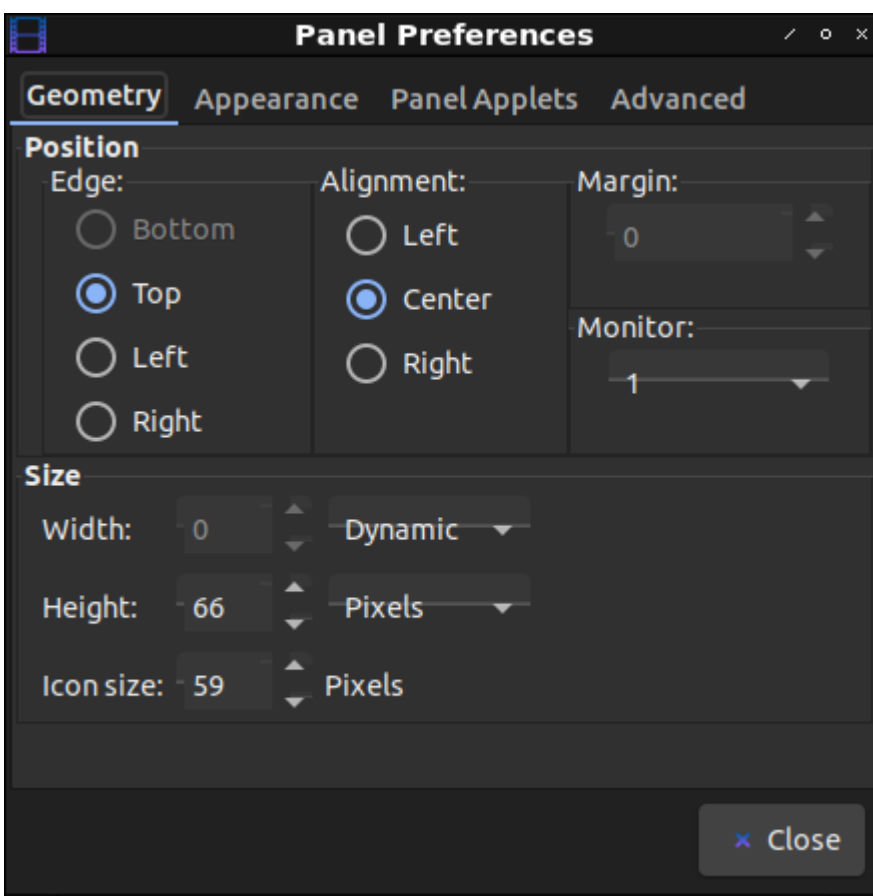 Panel Preferences
Geometry Appearance Panel Applets Advanced
Position
Edge: Alignment: Margin:
Bottom Left 0
Top Center
Monitor:
Left Right 1
Right
Size
Width: 0 Dynamic
Height: 66 Pixels
Icon size: 59 Pixels
Close